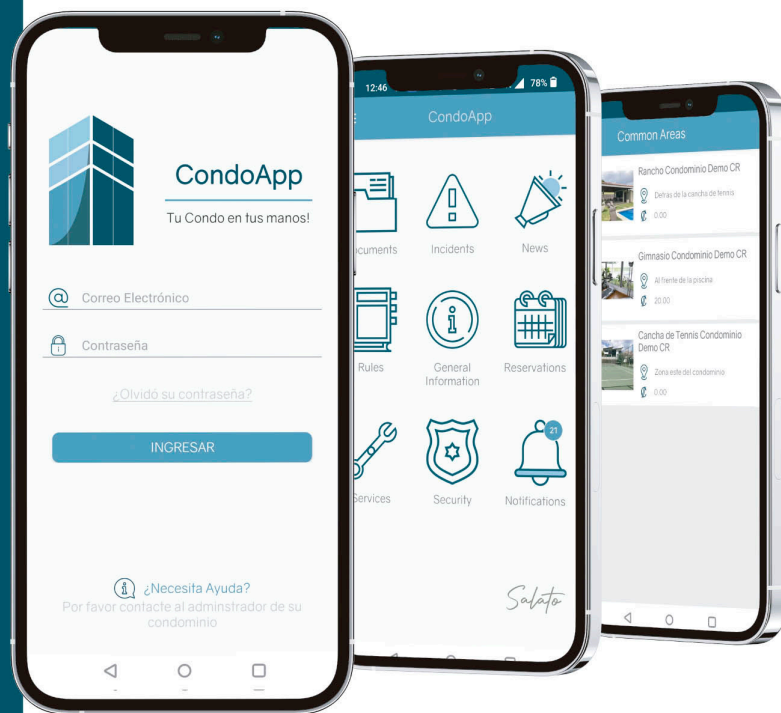 CondoApp
Tu Condo en tus manos!
Correo Electrónico
Contraseña
¿Olvidó su contraseña?
INGRESAR
¿Necesita Ayuda?
Por favor contacte al adminstrador de su
condominio
12:46
78%
CondoApp
ocuments
Incidents
News
Rules
General
Information
Reservations
Services
Security
21
Notifications
Salato
Common Areas
Rancho Condominio Demo CR
Detras de la cancha de tennis
₡ 0.00
Gimnasio Condominio Demo CR
Al frente de la piscina
₡ 20.00
Cancha de Tennis Condominio
Demo CR
Zona este del condominio
₡ 0.00